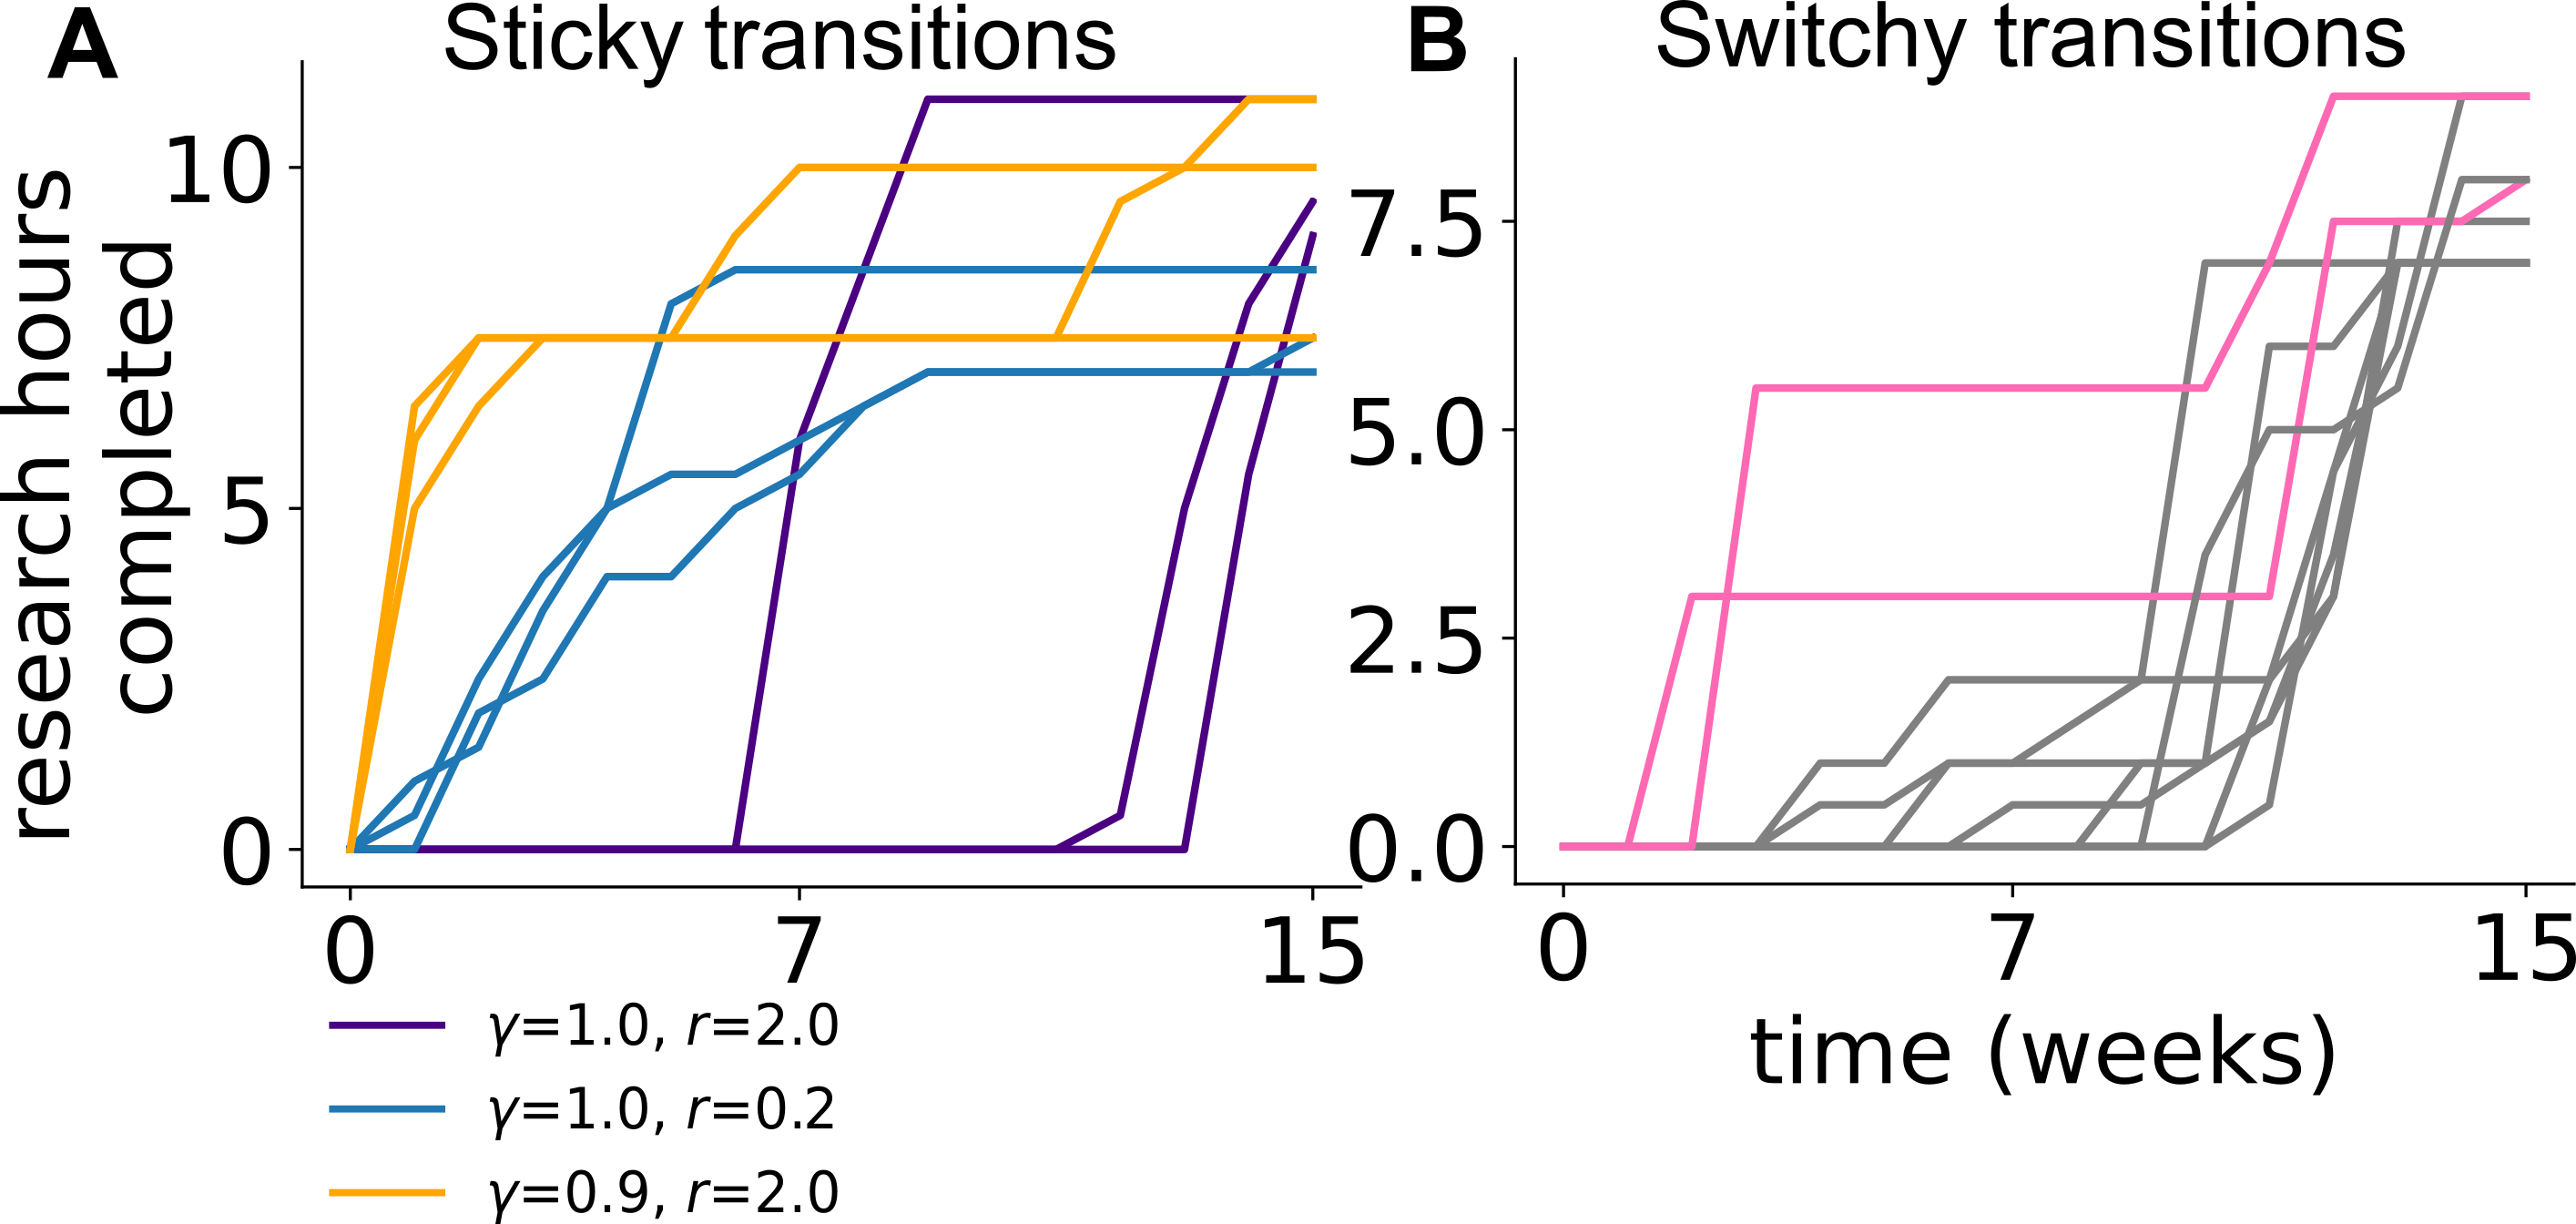 A
Sticky transitions
research hours
completed
10
5
0
0 7 15
γ=1.0, r=2.0
γ=1.0, r=0.2
γ=0.9, r=2.0
B
Switchy transitions
7.5
5.0
2.5
0.0
0 7 15
time (weeks)